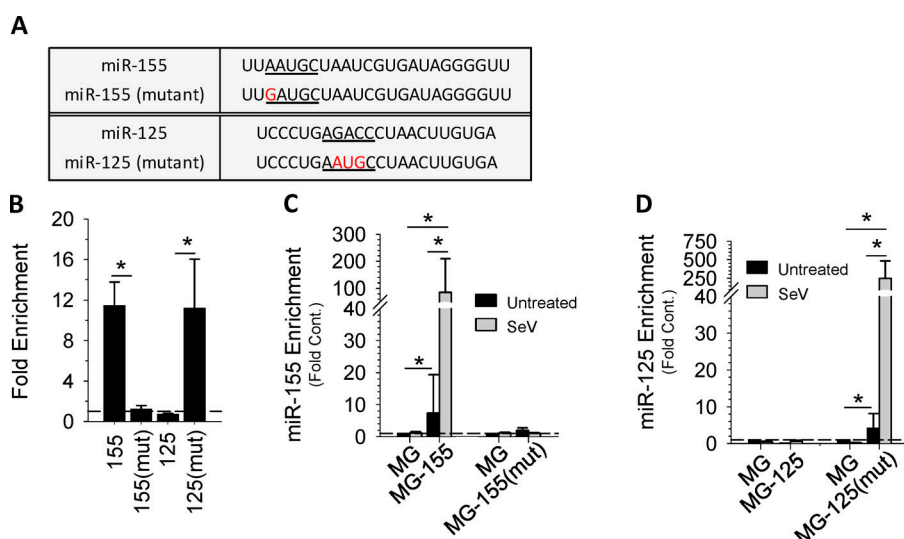 A
miR-155 UUAAUGCUAAUCGUGAUAGGGGUU
miR-155 (mutant) UUGAUGCUAAUCGUGAUAGGGGUU
miR-125 UCCCUGAGACCCUAACUUGUGA
miR-125 (mutant) UCCCUGAAUGCCUAACUUGUGA
B
Fold Enrichment
20
16
12
8
4
0
*
*
155
155(mut)
125
125(mut)
C
miR-155 Enrichment
(Fold Cont.)
300
200
100
40
30
20
10
0
*
*
*
Untreated
SeV
MG
MG-155
MG
MG-155(mut)
D
miR-125 Enrichment
(Fold Cont.)
750
500
250
40
30
20
10
0
*
*
*
Untreated
SeV
MG
MG-125
MG
MG-125(mut)